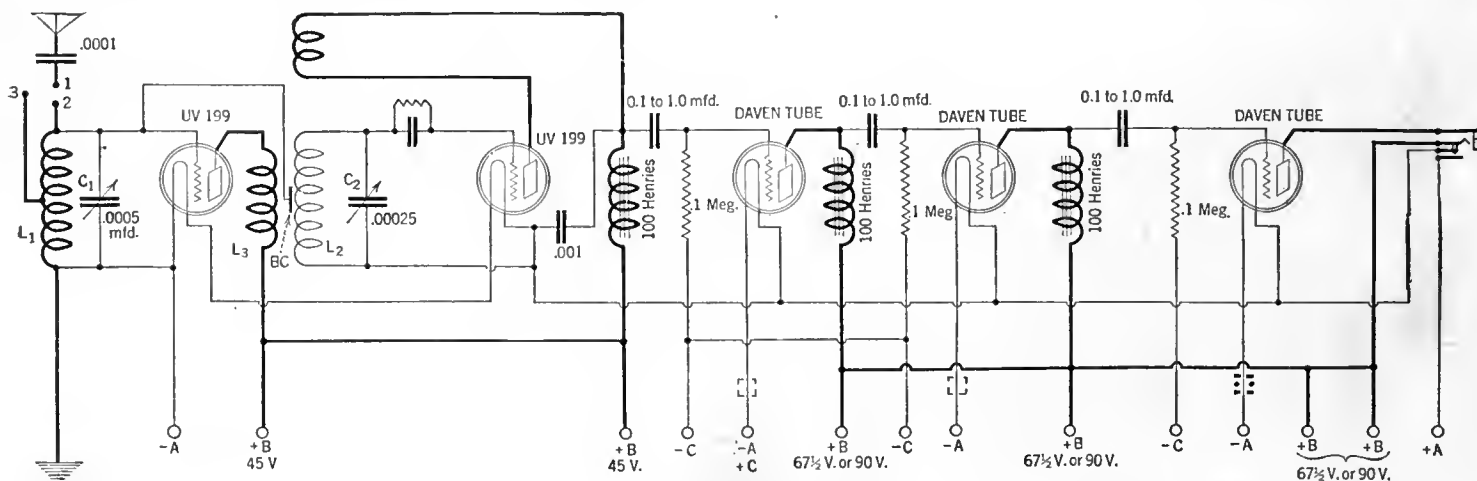 .0001
1
2
3
UV 199
C1
.0005
mfd.
L1
L3
BC
L2
C2
.00025
UV 199
.001
100 Henries
0.1 to 1.0 mfd.
.1 Meg.
DAVEN TUBE
0.1 to 1.0 mfd.
100 Henries
.1 Meg.
DAVEN TUBE
0.1 to 1.0 mfd.
100 Henries
.1 Meg.
DAVEN TUBE
-A
+B
45 V
+B
45 V.
-C
-A
+C
+B
67½ V. or 90 V.
-C
-A
+B
67½ V. or 90 V.
-C
-A
+B
+B
67½ V. or 90 V.
+A